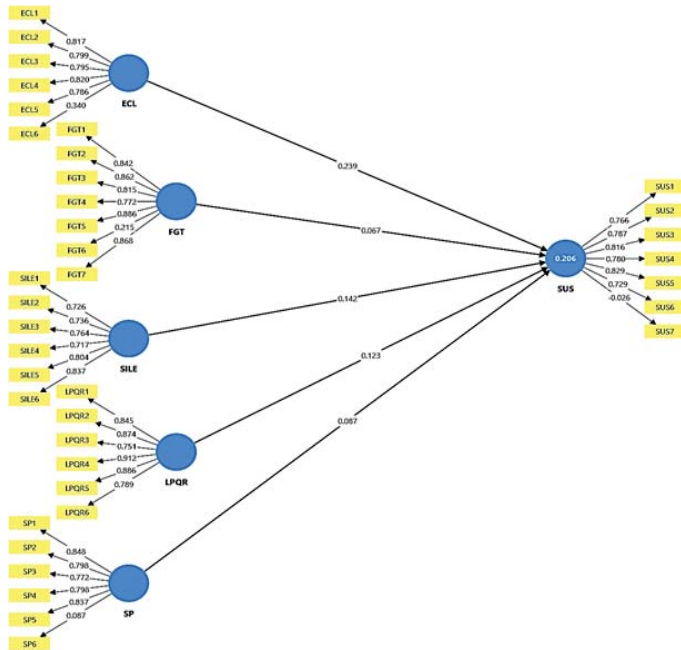 ECL1
ECL2
ECL3
ECL4
ECL5
ECL6
0.817
0.799
0.795
0.820
0.786
0.340
ECL
FGT1
FGT2
FGT3
FGT4
FGT5
FGT6
FGT7
0.842
0.862
0.815
0.772
0.886
0.215
0.868
FGT
SILE1
SILE2
SILE3
SILE4
SILE5
SILE6
0.726
0.736
0.764
0.717
0.804
0.837
SILE
LPQR1
LPQR2
LPQR3
LPQR4
LPQR5
LPQR6
0.845
0.874
0.751
0.912
0.886
0.789
LPQR
SP1
SP2
SP3
SP4
SP5
SP6
0.848
0.798
0.772
0.798
0.837
0.087
SP
0.239
0.067
0.142
0.123
0.087
0.206
SUS
0.766
0.787
0.816
0.780
0.829
0.729
-0.026
SUS1
SUS2
SUS3
SUS4
SUS5
SUS6
SUS7